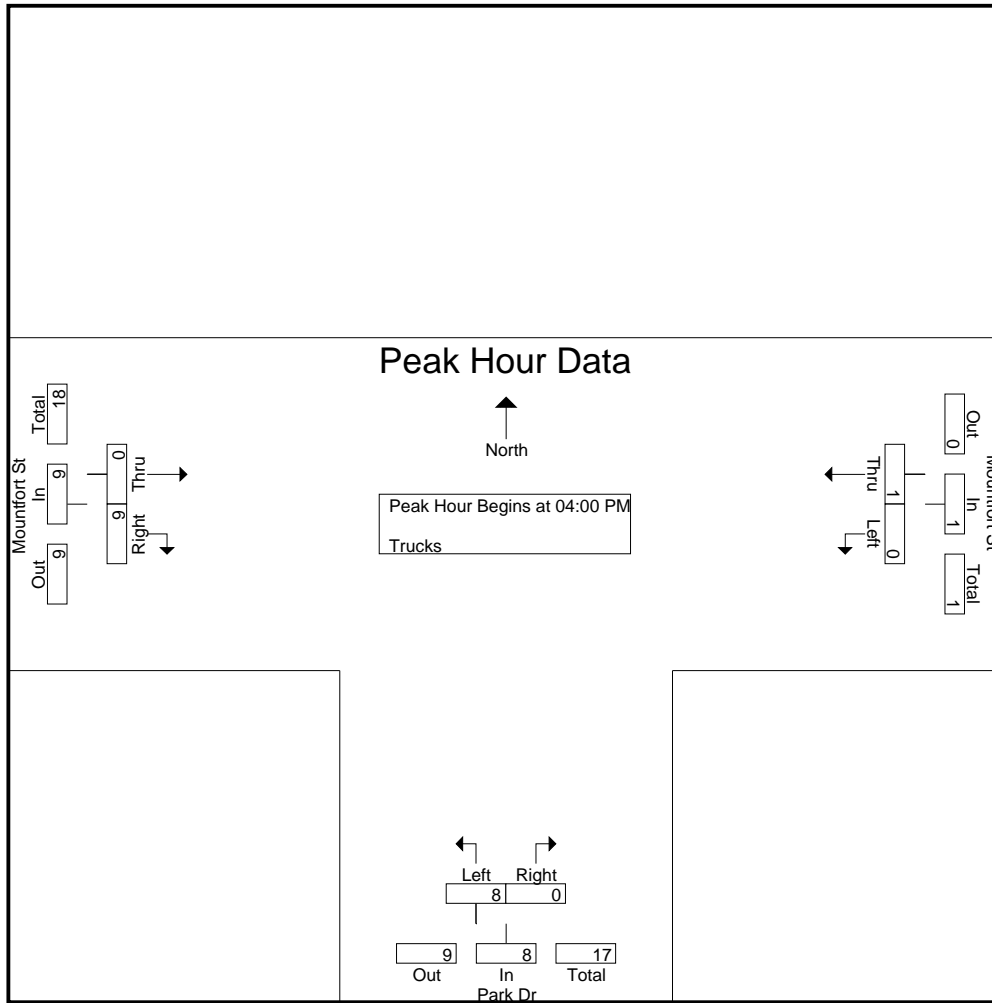 Peak Hour Data
North
Peak Hour Begins at 04:00 PM
Trucks
Mountfort St
Out In Total
9 9 18
Right Thru
9 0
Mountfort St
Out In Total
0 1 1
Thru Left
1 0
Left Right
8 0
9 8 17
Out In Total
Park Dr